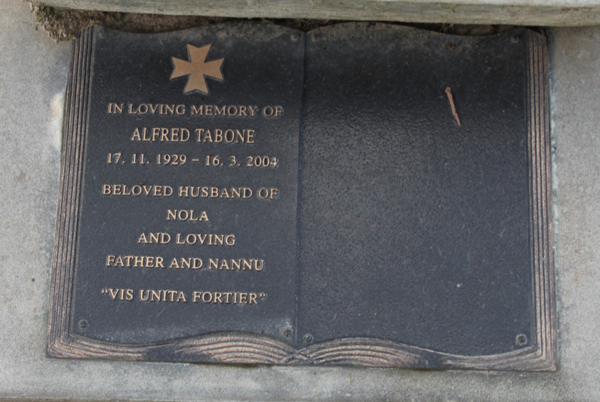 IN LOVING MEMORY OF
ALFRED TABONE
17. 11. 1929 – 16. 3. 2004
BELOVED HUSBAND OF
NOLA
AND LOVING
FATHER AND NANNU
“VIS UNITA FORTIER”